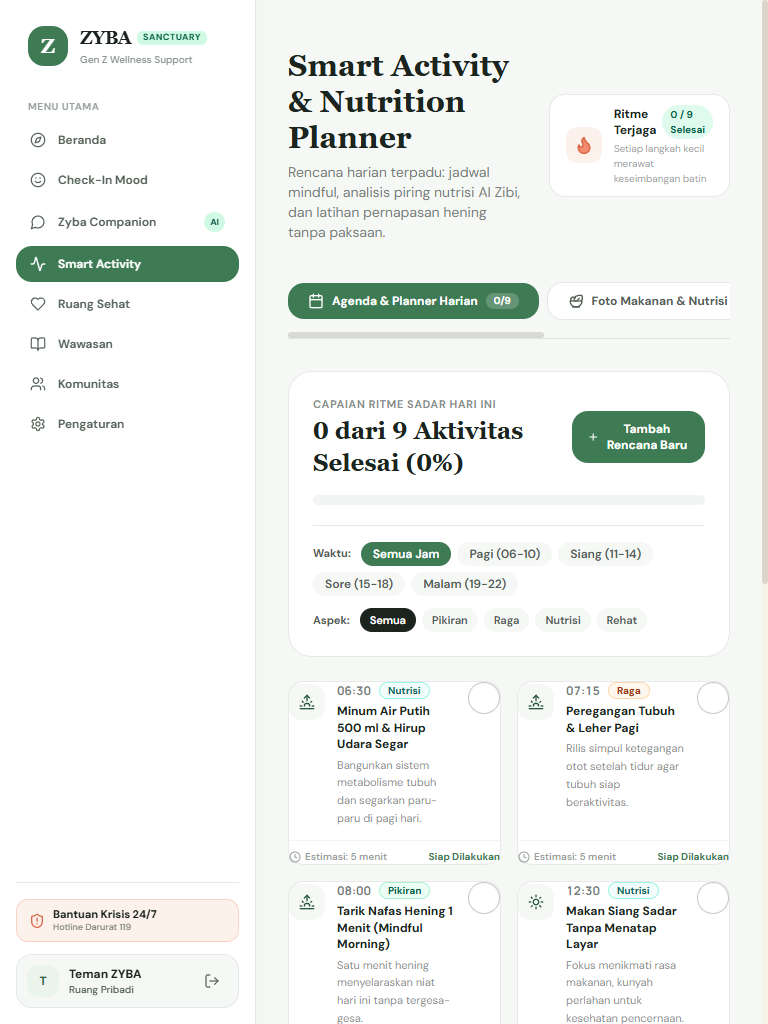 Z
ZYBA SANCTUARY
Gen Z Wellness Support
MENU UTAMA
Beranda
Check-In Mood
Zyba Companion AI
Smart Activity
Ruang Sehat
Wawasan
Komunitas
Pengaturan
Bantuan Krisis 24/7
Hotline Darurat 119
T
Teman ZYBA
Ruang Pribadi
Smart Activity
& Nutrition
Planner
Rencana harian terpadu: jadwal
mindful, analisis piring nutrisi AI Zibi,
dan latihan pernapasan hening
tanpa paksaan.
Ritme
Terjaga
0 / 9
Selesai
Setiap langkah kecil
merawat
keseimbangan batin
Agenda & Planner Harian 0/9
Foto Makanan & Nutrisi
CAPAIAN RITME SADAR HARI INI
0 dari 9 Aktivitas
Selesai (0%)
+ Tambah
Rencana Baru
Waktu: Semua Jam Pagi (06-10) Siang (11-14)
Sore (15-18) Malam (19-22)
Aspek: Semua Pikiran Raga Nutrisi Rehat
06:30 Nutrisi
Minum Air Putih
500 ml & Hirup
Udara Segar
Bangunkan sistem
metabolisme tubuh
dan segarkan paru-
paru di pagi hari.
Estimasi: 5 menit Siap Dilakukan
07:15 Raga
Peregangan Tubuh
& Leher Pagi
Rilis simpul ketegangan
otot setelah tidur agar
tubuh siap
beraktivitas.
Estimasi: 5 menit Siap Dilakukan
08:00 Pikiran
Tarik Nafas Hening 1
Menit (Mindful
Morning)
Satu menit hening
menyelaraskan niat
hari ini tanpa tergesa-
gesa.
12:30 Nutrisi
Makan Siang Sadar
Tanpa Menatap
Layar
Fokus menikmati rasa
makanan, kunyah
perlahan untuk
kesehatan pencernaan.